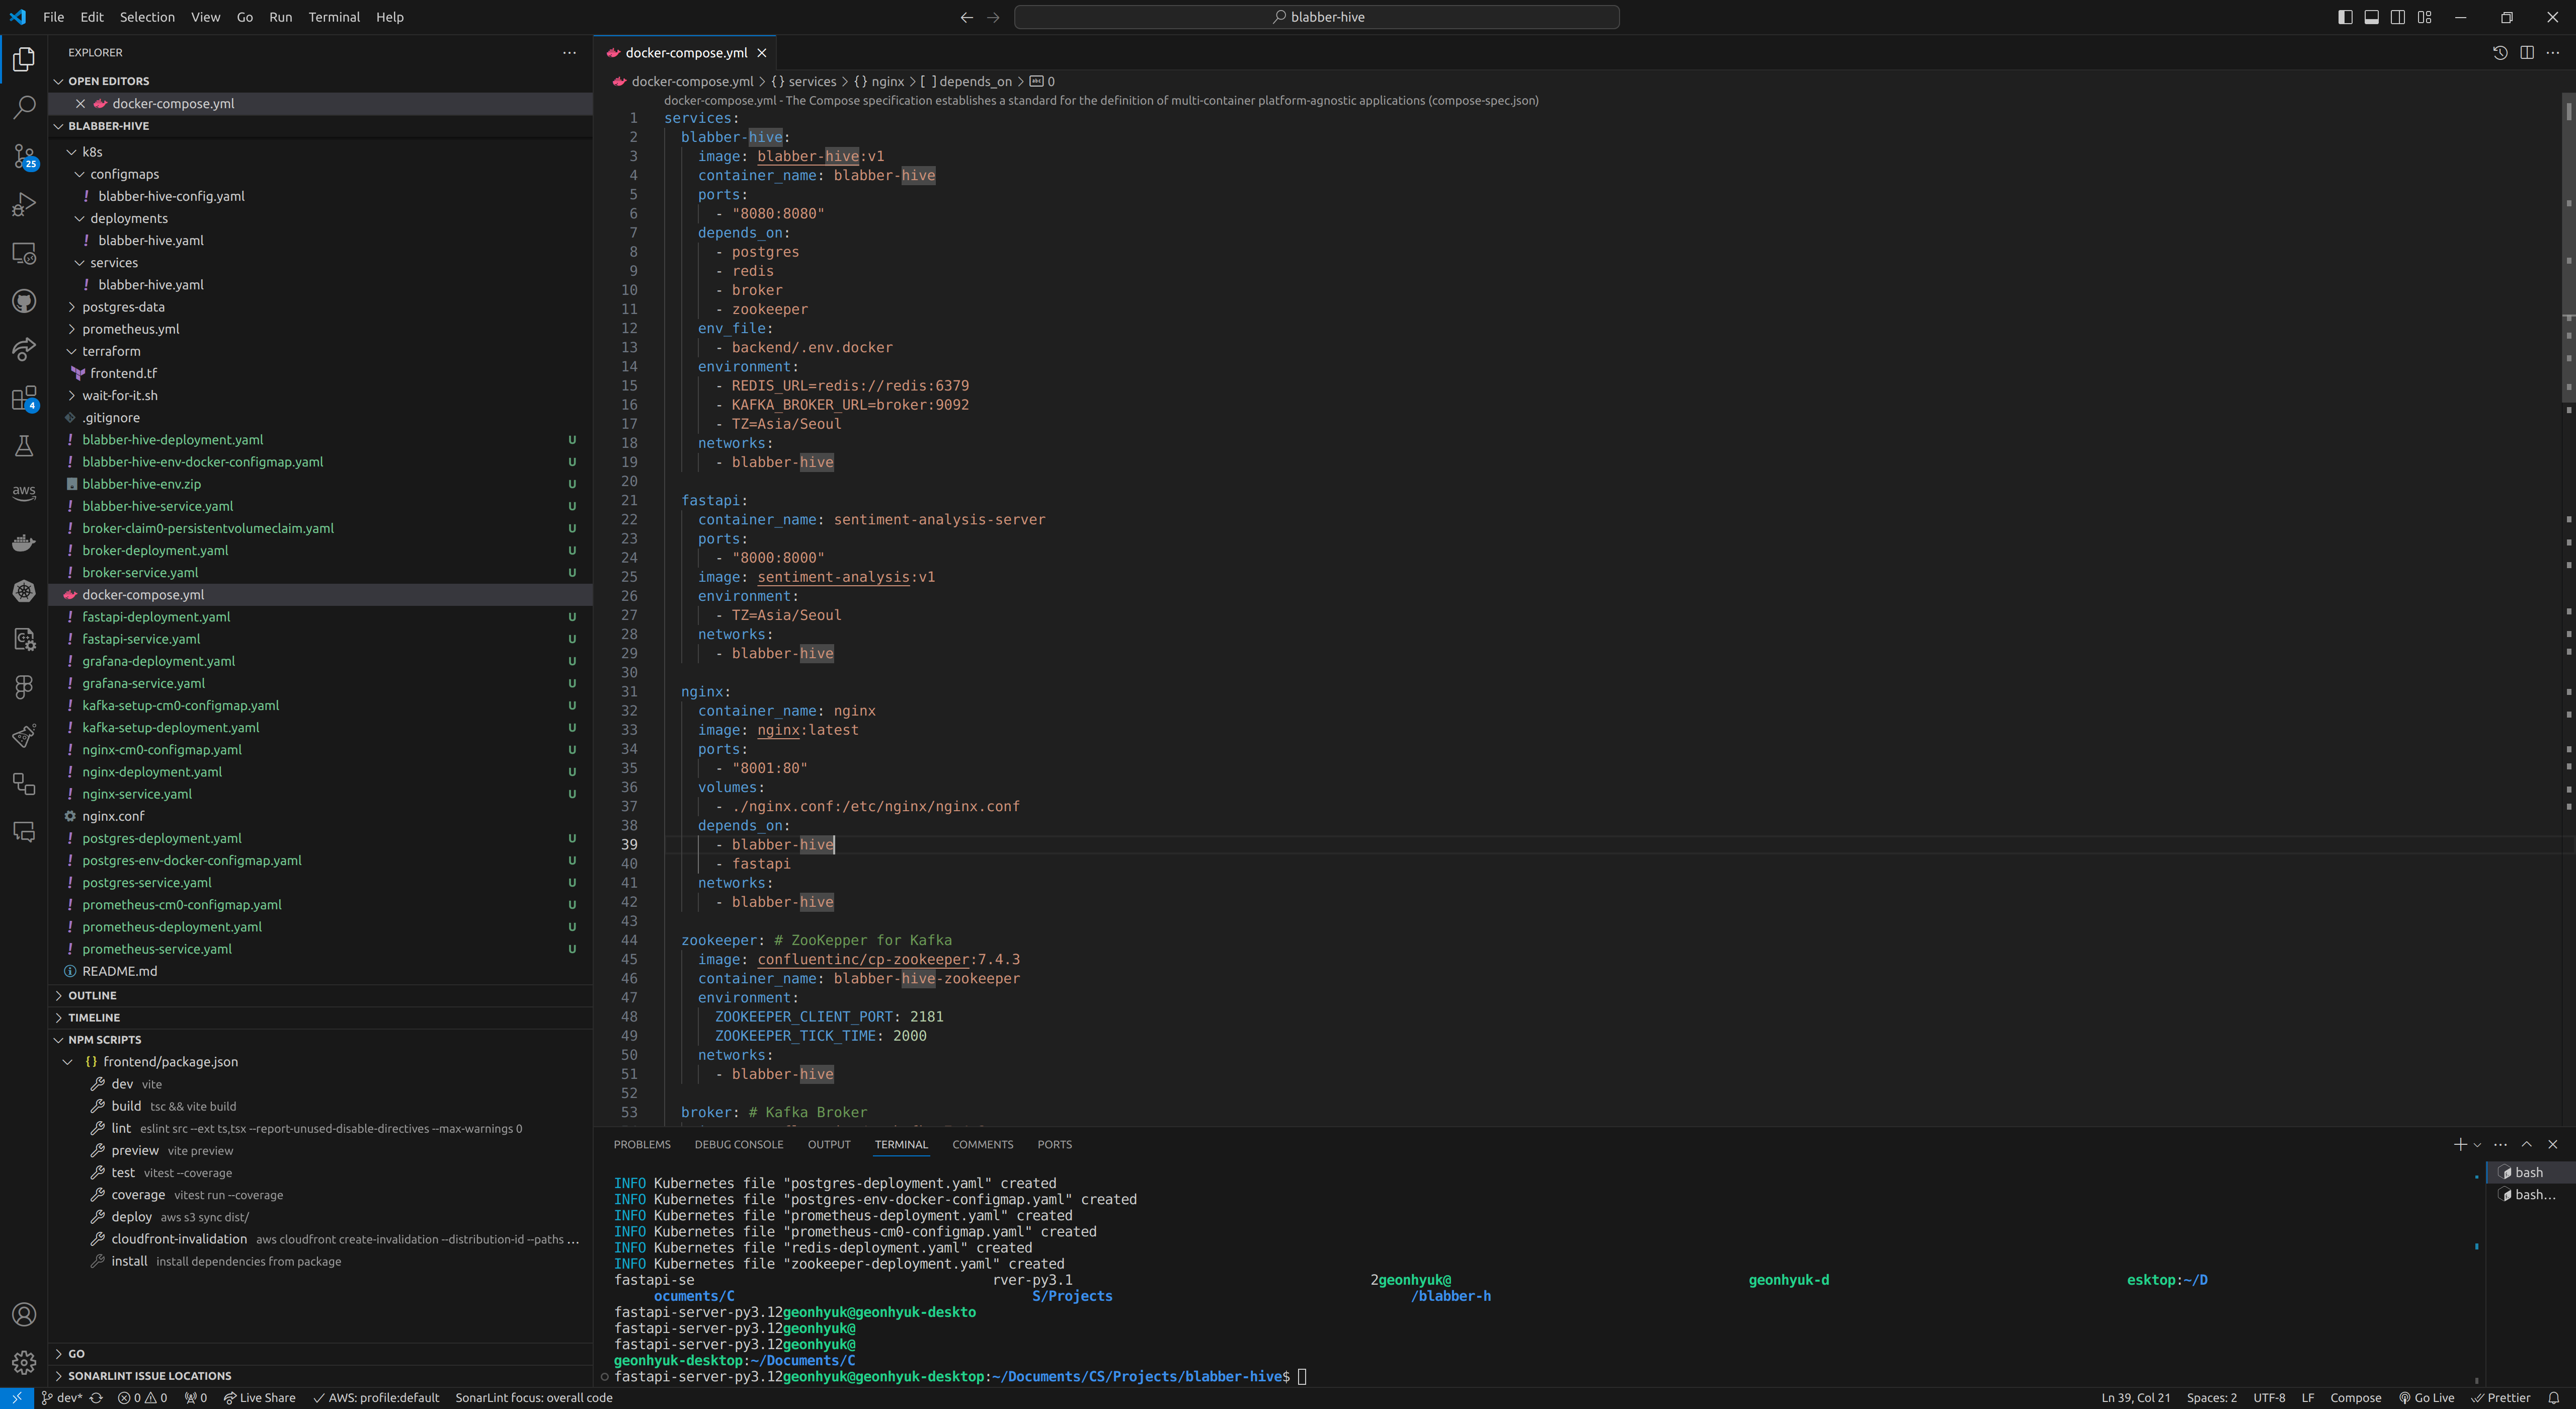 File Edit Selection View Go Run Terminal Help
blabber-hive
EXPLORER
OPEN EDITORS
docker-compose.yml
BLABBER-HIVE
k8s
configmaps
blabber-hive-config.yaml
deployments
blabber-hive.yaml
services
blabber-hive.yaml
postgres-data
prometheus.yml
terraform
frontend.tf
wait-for-it.sh
.gitignore
blabber-hive-deployment.yaml U
blabber-hive-env-docker-configmap.yaml U
blabber-hive-env.zip U
blabber-hive-service.yaml U
broker-claim0-persistentvolumeclaim.yaml U
broker-deployment.yaml U
broker-service.yaml U
docker-compose.yml
fastapi-deployment.yaml U
fastapi-service.yaml U
grafana-deployment.yaml U
grafana-service.yaml U
kafka-setup-cm0-configmap.yaml U
kafka-setup-deployment.yaml U
nginx-cm0-configmap.yaml U
nginx-deployment.yaml U
nginx-service.yaml U
nginx.conf
postgres-deployment.yaml U
postgres-env-docker-configmap.yaml U
postgres-service.yaml U
prometheus-cm0-configmap.yaml U
prometheus-deployment.yaml U
prometheus-service.yaml U
README.md
OUTLINE
TIMELINE
NPM SCRIPTS
{} frontend/package.json
dev vite
build tsc && vite build
lint eslint src --ext ts,tsx --report-unused-disable-directives --max-warnings 0
preview vite preview
test vitest --coverage
coverage vitest run --coverage
deploy aws s3 sync dist/
cloudfront-invalidation aws cloudfront create-invalidation --distribution-id --paths ...
install install dependencies from package
GO
SONARLINT ISSUE LOCATIONS
25
4
aws
docker-compose.yml
docker-compose.yml > {} services > {} nginx > [ ] depends_on > abc 0
docker-compose.yml - The Compose specification establishes a standard for the definition of multi-container platform-agnostic applications (compose-spec.json)
1 services:
2 blabber-hive:
3 image: blabber-hive:v1
4 container_name: blabber-hive
5 ports:
6 - "8080:8080"
7 depends_on:
8 - postgres
9 - redis
10 - broker
11 - zookeeper
12 env_file:
13 - backend/.env.docker
14 environment:
15 - REDIS_URL=redis://redis:6379
16 - KAFKA_BROKER_URL=broker:9092
17 - TZ=Asia/Seoul
18 networks:
19 - blabber-hive
20
21 fastapi:
22 container_name: sentiment-analysis-server
23 ports:
24 - "8000:8000"
25 image: sentiment-analysis:v1
26 environment:
27 - TZ=Asia/Seoul
28 networks:
29 - blabber-hive
30
31 nginx:
32 container_name: nginx
33 image: nginx:latest
34 ports:
35 - "8001:80"
36 volumes:
37 - ./nginx.conf:/etc/nginx/nginx.conf
38 depends_on:
39 - blabber-hive
40 - fastapi
41 networks:
42 - blabber-hive
43
44 zookeeper: # ZooKepper for Kafka
45 image: confluentinc/cp-zookeeper:7.4.3
46 container_name: blabber-hive-zookeeper
47 environment:
48 ZOOKEEPER_CLIENT_PORT: 2181
49 ZOOKEEPER_TICK_TIME: 2000
50 networks:
51 - blabber-hive
52
53 broker: # Kafka Broker
PROBLEMS DEBUG CONSOLE OUTPUT TERMINAL COMMENTS PORTS
INFO Kubernetes file "postgres-deployment.yaml" created
INFO Kubernetes file "postgres-env-docker-configmap.yaml" created
INFO Kubernetes file "prometheus-deployment.yaml" created
INFO Kubernetes file "prometheus-cm0-configmap.yaml" created
INFO Kubernetes file "redis-deployment.yaml" created
INFO Kubernetes file "zookeeper-deployment.yaml" created
fastapi-se rver-py3.1 2geonhyuk@ geonhyuk-d esktop:~/D
ocuments/C S/Projects /blabber-h
fastapi-server-py3.12geonhyuk@geonhyuk-deskto
fastapi-server-py3.12geonhyuk@
fastapi-server-py3.12geonhyuk@
geonhyuk-desktop:~/Documents/C
fastapi-server-py3.12geonhyuk@geonhyuk-desktop:~/Documents/CS/Projects/blabber-hive$
bash
bash...
dev* 0 0 0 Live Share AWS: profile:default SonarLint focus: overall code
Ln 39, Col 21 Spaces: 2 UTF-8 LF Compose Go Live Prettier